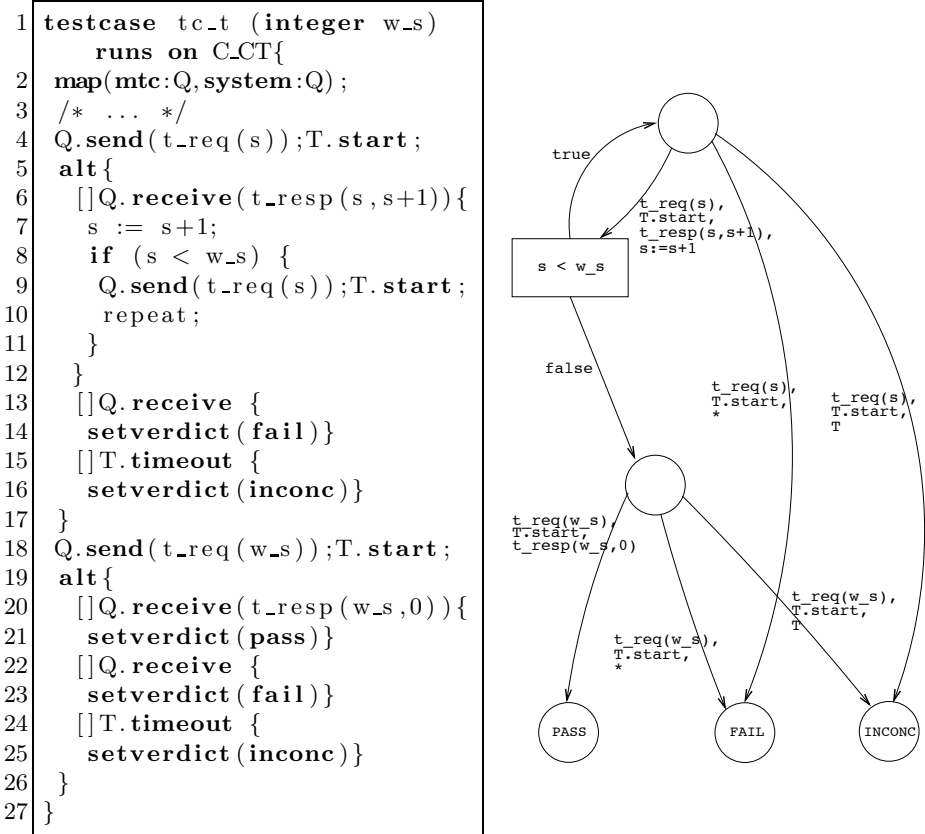 1 testcase tc_t (integer w_s)
runs on C_CT{
2 map(mtc:Q,system:Q);
3 /* ... */
4 Q.send(t_req(s));T.start;
5 alt{
6 []Q.receive(t_resp(s,s+1)){
7 s := s+1;
8 if (s < w_s) {
9 Q.send(t_req(s));T.start;
10 repeat;
11 }
12 }
13 []Q.receive {
14 setverdict(fail)}
15 []T.timeout {
16 setverdict(inconc)}
17 }
18 Q.send(t_req(w_s));T.start;
19 alt{
20 []Q.receive(t_resp(w_s,0)){
21 setverdict(pass)}
22 []Q.receive {
23 setverdict(fail)}
24 []T.timeout {
25 setverdict(inconc)}
26 }
27 }
true
t_req(s),
T.start,
t_resp(s,s+1),
s:=s+1
s < w_s
false
t_req(s),
T.start,
*
t_req(s),
T.start,
T
t_req(w_s),
T.start,
t_resp(w_s,0)
t_req(w_s),
T.start,
*
t_req(w_s),
T.start,
T
PASS
FAIL
INCONC